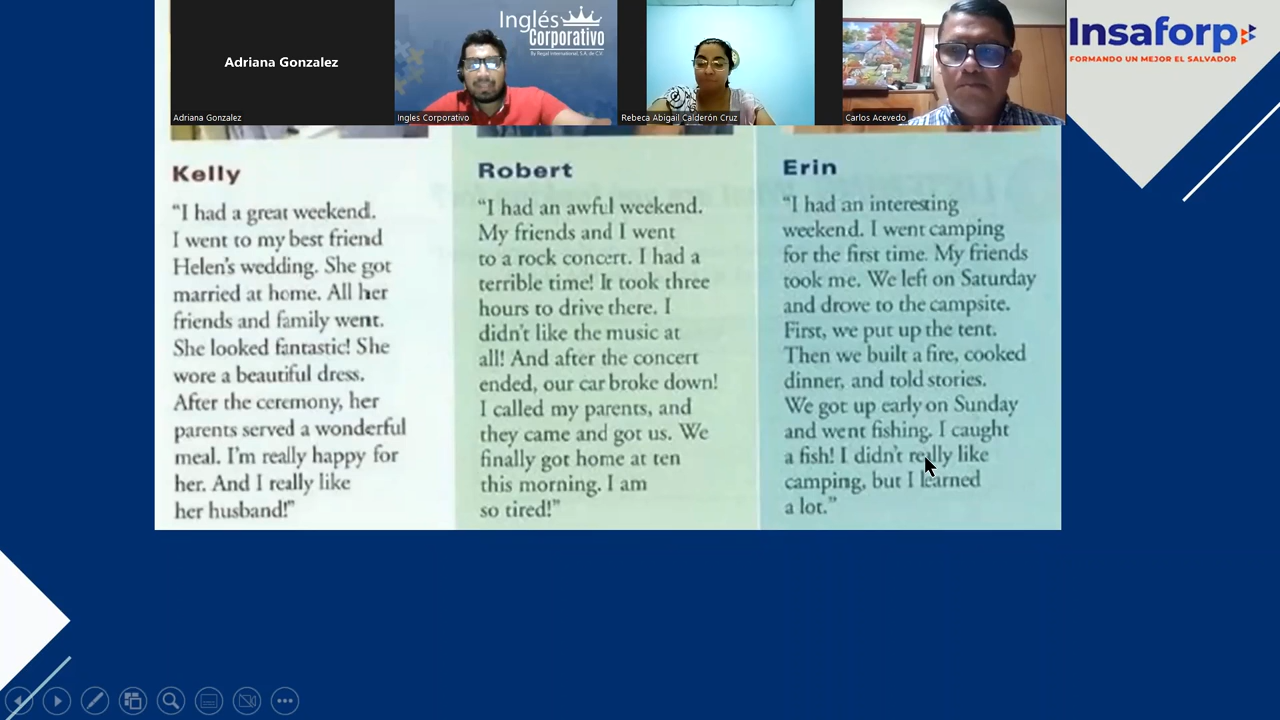 Adriana Gonzalez
Adriana Gonzalez
Inglés
Corporativo
By Regal International, S.A. de C.V.
Ingles Corporativo
Rebeca Abigail Calderón Cruz
Carlos Acevedo
Insaforp
FORMANDO UN MEJOR EL SALVADOR
Kelly
“I had a great weekend.
I went to my best friend
Helen's wedding. She got
married at home. All her
friends and family went.
She looked fantastic! She
wore a beautiful dress.
After the ceremony, her
parents served a wonderful
meal. I'm really happy for
her. And I really like
her husband!”
Robert
“I had an awful weekend.
My friends and I went
to a rock concert. I had a
terrible time! It took three
hours to drive there. I
didn't like the music at
all! And after the concert
ended, our car broke down!
I called my parents, and
they came and got us. We
finally got home at ten
this morning. I am
so tired!”
Erin
“I had an interesting
weekend. I went camping
for the first time. My friends
took me. We left on Saturday
and drove to the campsite.
First, we put up the tent.
Then we built a fire, cooked
dinner, and told stories.
We got up early on Sunday
and went fishing. I caught
a fish! I didn't really like
camping, but I learned
a lot.”